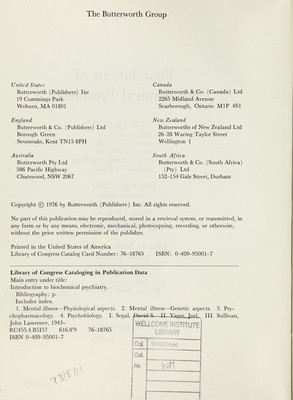 The Butterworth Group
United States
Butterworth (Publishers) Inc
19 Cummings Park
Woburn, MA 01801
England
Butterworth & Co. (Publishers) Ltd
Borough Green
Sevenoaks, Kent TN15 8PH
Australia
Butterworth Pty Ltd
586 Pacific Highway
Chatswood, NSW 2067
Canada
Butterworth & Co. (Canada) Ltd
2265 Midland Avenue
Scarborough, Ontario M1P 4S1
New Zealand
Butterworths of New Zealand Ltd
26–28 Waring Taylor Street
Wellington 1
South Africa
Butterworth & Co. (South Africa)
(Pty) Ltd
152–154 Gale Street, Durham
Copyright © 1976 by Butterworth (Publishers) Inc. All rights reserved.
No part of this publication may be reproduced, stored in a retrieval system, or transmitted, in
any form or by any means, electronic, mechanical, photocopying, recording, or otherwise,
without the prior written permission of the publisher.
Printed in the United States of America
Library of Congress Catalog Card Number: 76-18765 ISBN: 0-409-95001-7
Library of Congress Cataloging in Publication Data
Main entry under title:
Introduction to biochemical psychiatry.
Bibliography: p.
Includes index.
1. Mental illness—Physiological aspects. 2. Mental illness—Genetic aspects. 3. Psy-
chopharmacology. 4. Psychobiology. I. Segal, David S. II. Yager, Joel. III. Sullivan,
John Lawrence, 1943–
RC455.4.B5I57 616.8'9 76-18765
ISBN 0-409-95001-7
WELLCOME INSTITUTE
LIBRARY
Coll.
Coll.
No.